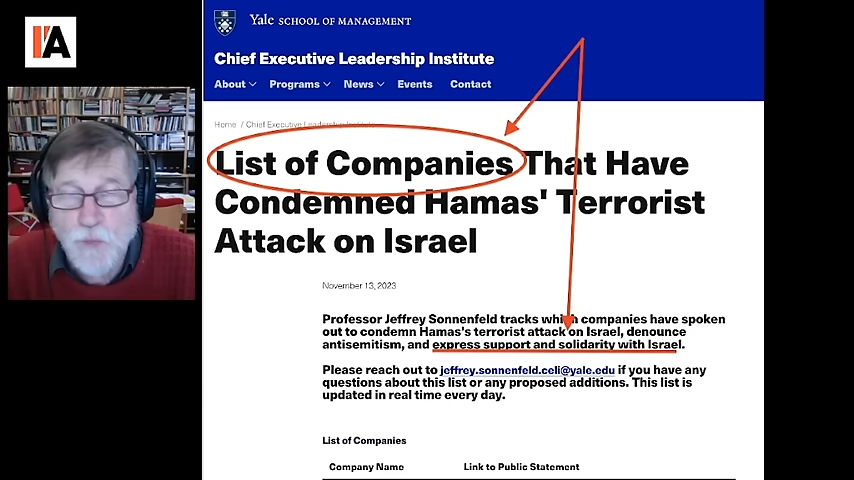 IA
Yale SCHOOL OF MANAGEMENT
Chief Executive Leadership Institute
About Programs News Events Contact
Home / Chief Executive Leadership Institute
List of Companies That Have
Condemned Hamas' Terrorist
Attack on Israel
November 13, 2023
Professor Jeffrey Sonnenfeld tracks which companies have spoken
out to condemn Hamas's terrorist attack on Israel, denounce
antisemitism, and express support and solidarity with Israel.
Please reach out to jeffrey.sonnenfeld.celi@yale.edu if you have any
questions about this list or any proposed additions. This list is
updated in real time every day.
List of Companies
Company Name Link to Public Statement